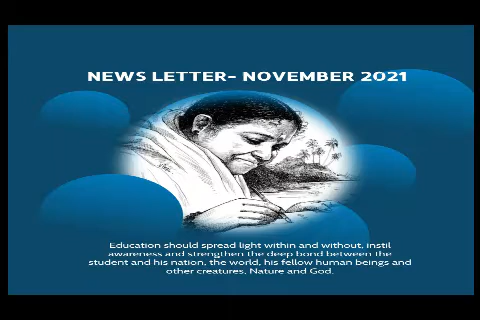 NEWS LETTER- NOVEMBER 2021
Education should spread light within and without, instil
awareness and strengthen the deep bond between the
student and his nation, the world, his fellow human beings and
other creatures, Nature and God.